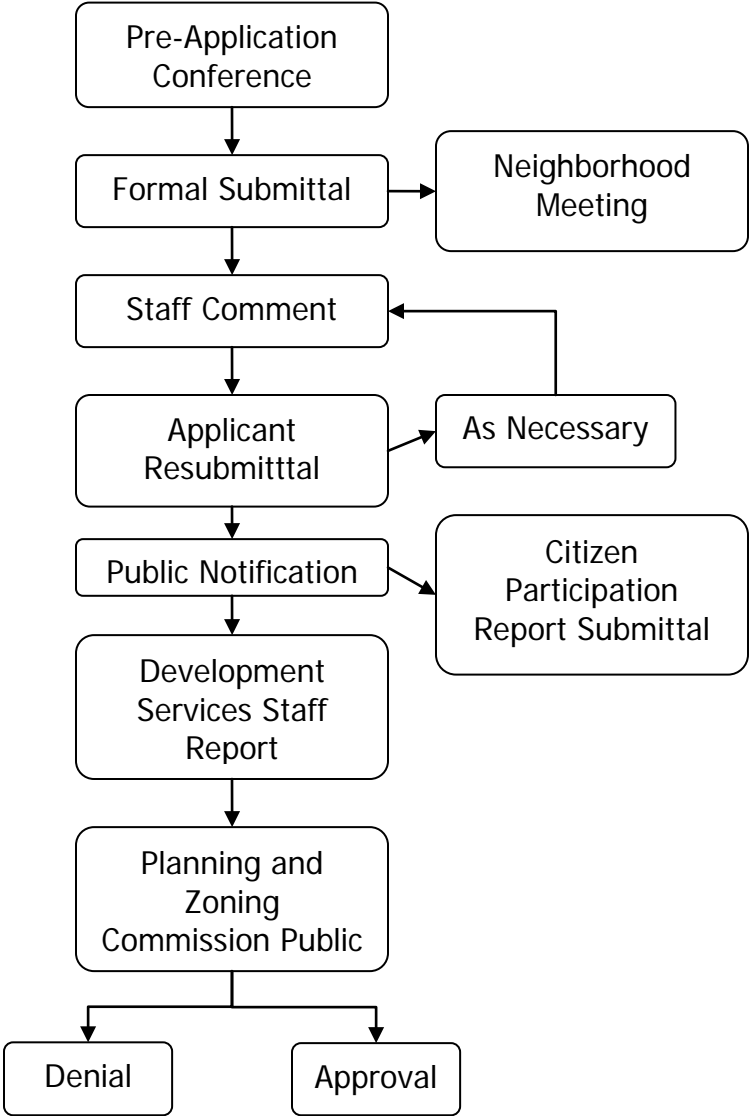 Pre-Application
Conference
Formal Submittal
Neighborhood
Meeting
Staff Comment
Applicant
Resubmitttal
As Necessary
Public Notification
Citizen
Participation
Report Submittal
Development
Services Staff
Report
Planning and
Zoning
Commission Public
Denial
Approval